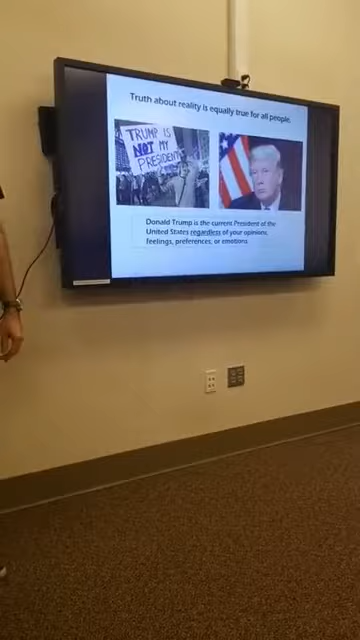 Truth about reality is equally true for all people.
TRUMP IS
NOT MY
PRESIDENT
Donald Trump is the current President of the
United States regardless of your opinions,
feelings, preferences, or emotions.